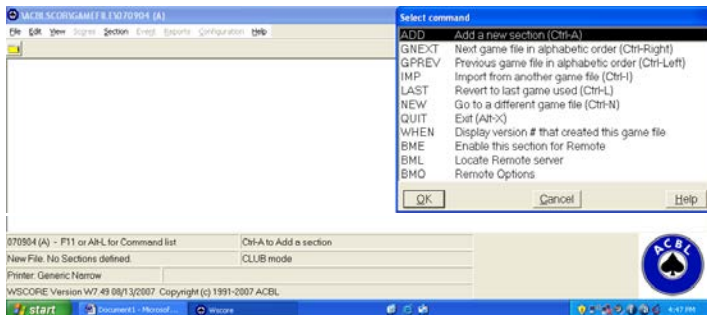 \ACBLSCOR\GAMEFILE\070904 (A)
File Edit View Scores Section Event Reports Configuration Help
Select command
ADD Add a new section (Ctrl-A)
GNEXT Next game file in alphabetic order (Ctrl-Right)
GPREV Previous game file in alphabetic order (Ctrl-Left)
IMP Import from another game file (Ctrl-I)
LAST Revert to last game used (Ctrl-L)
NEW Go to a different game file (Ctrl-N)
QUIT Exit (Alt-X)
WHEN Display version # that created this game file
BME Enable this section for Remote
BML Locate Remote server
BMO Remote Options
OK Cancel Help
070904 (A) - F11 or Alt-L for Command list Ctrl-A to Add a section
New File. No Sections defined. CLUB mode
Printer: Generic Narrow
WSCORE Version W7.49 08/13/2007 Copyright (c) 1991-2007 ACBL
ACBL
start Document1 - Microsof... Wscore 4:47 PM